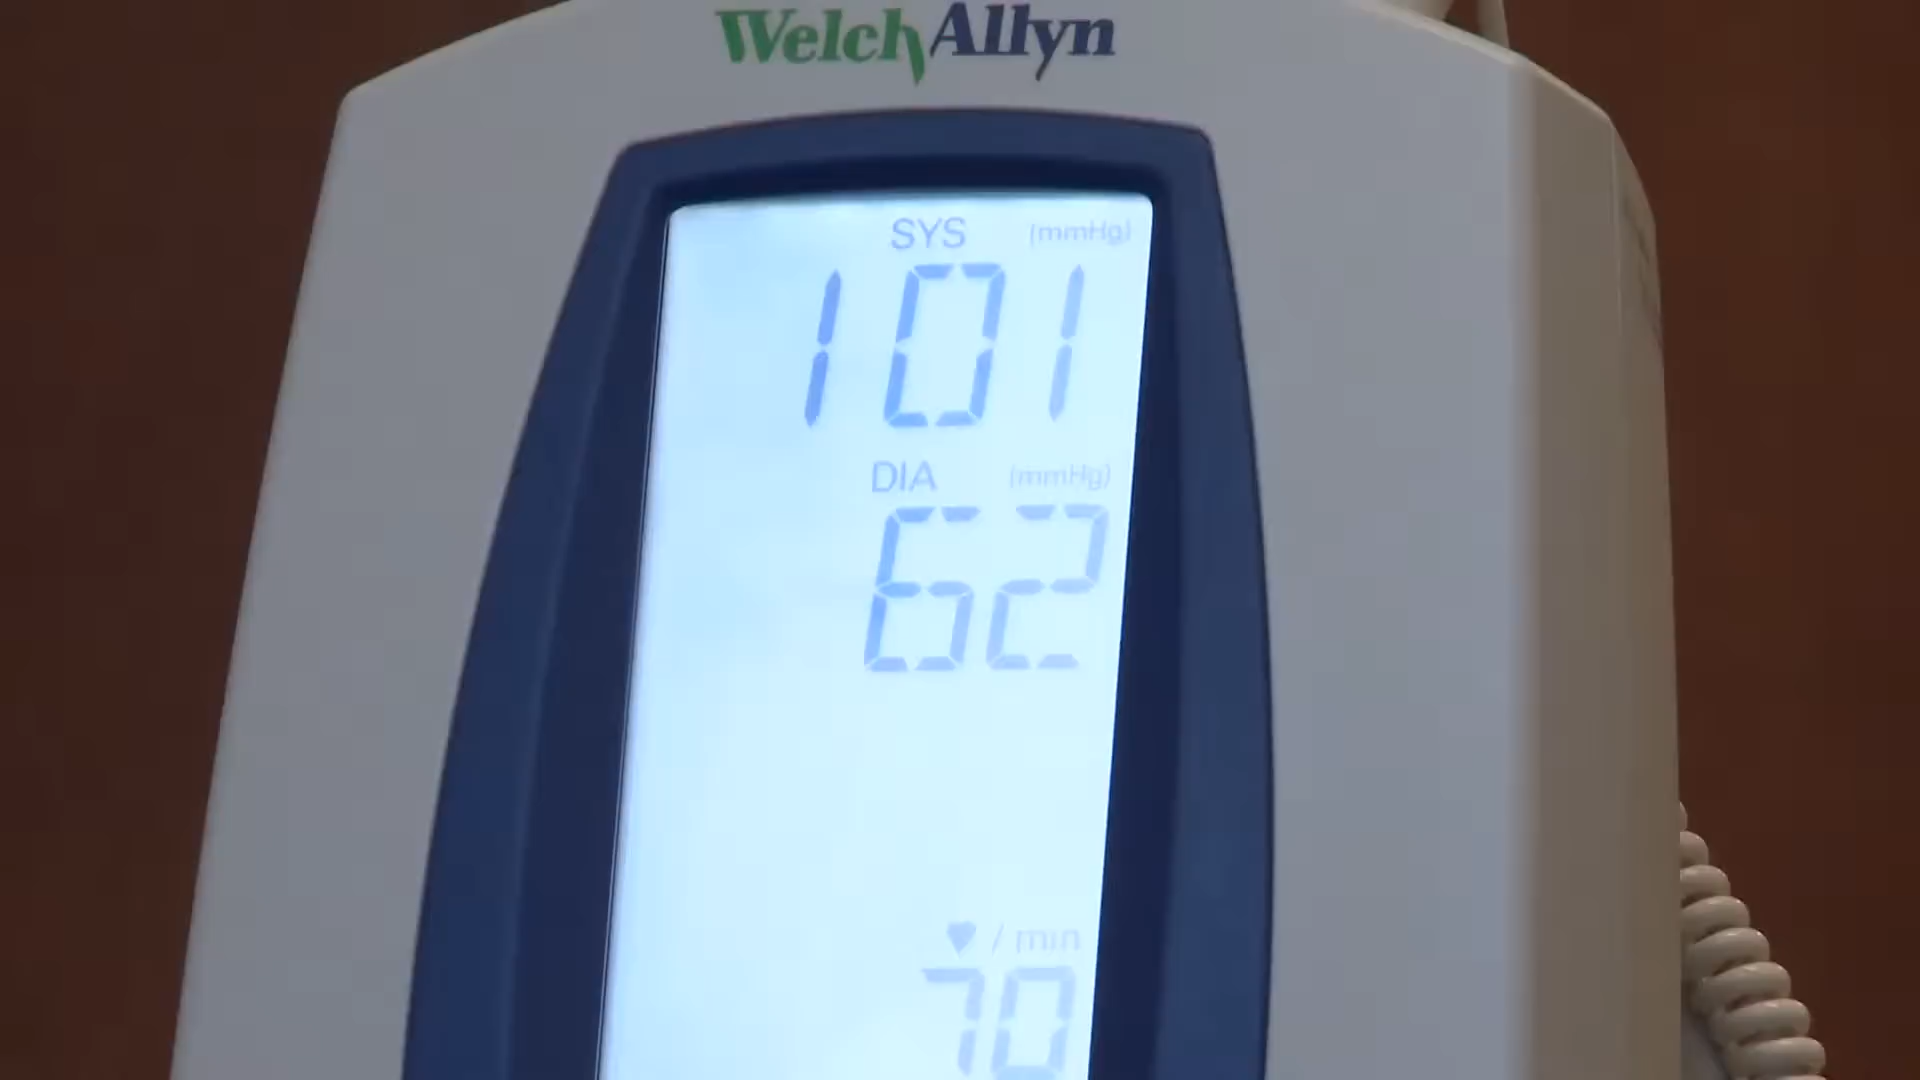 WelchAllyn
SYS (mmHg)
101
DIA (mmHg)
62
♥ / min
70